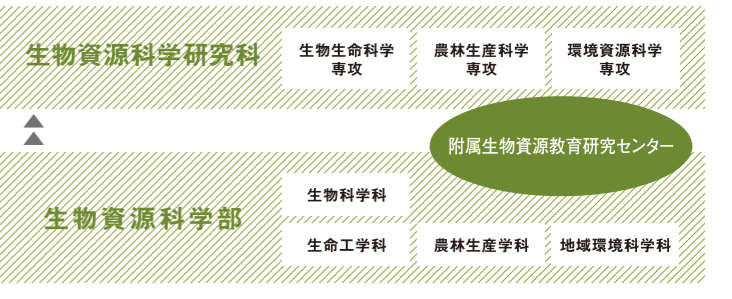 生物資源科学研究科
生物生命科学
専攻
農林生産科学
専攻
環境資源科学
専攻
附属生物資源教育研究センター
生物資源科学部
生物科学科
生命工学科
農林生産学科
地域環境科学科